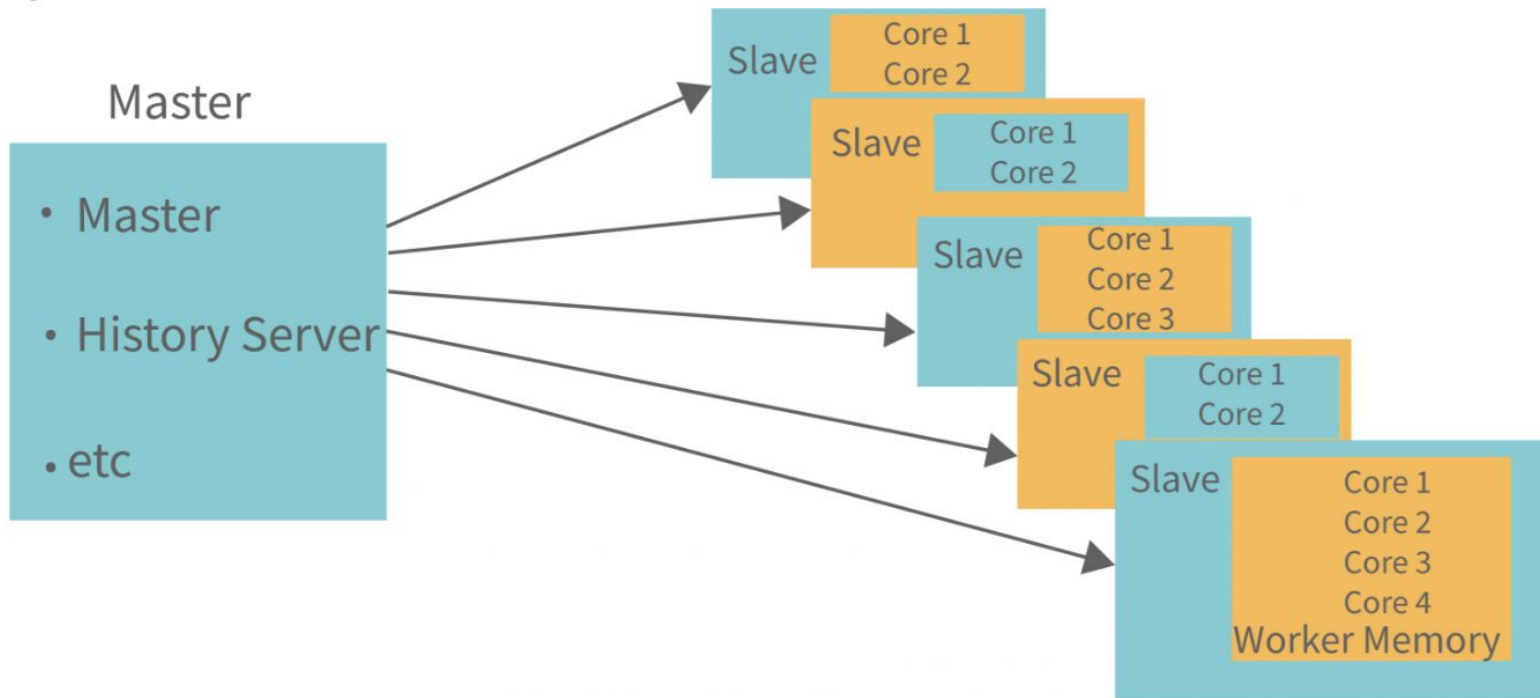 Master
• Master
• History Server
• etc
Slave
Core 1
Core 2
Slave
Core 1
Core 2
Slave
Core 1
Core 2
Core 3
Slave
Core 1
Core 2
Slave
Core 1
Core 2
Core 3
Core 4
Worker Memory